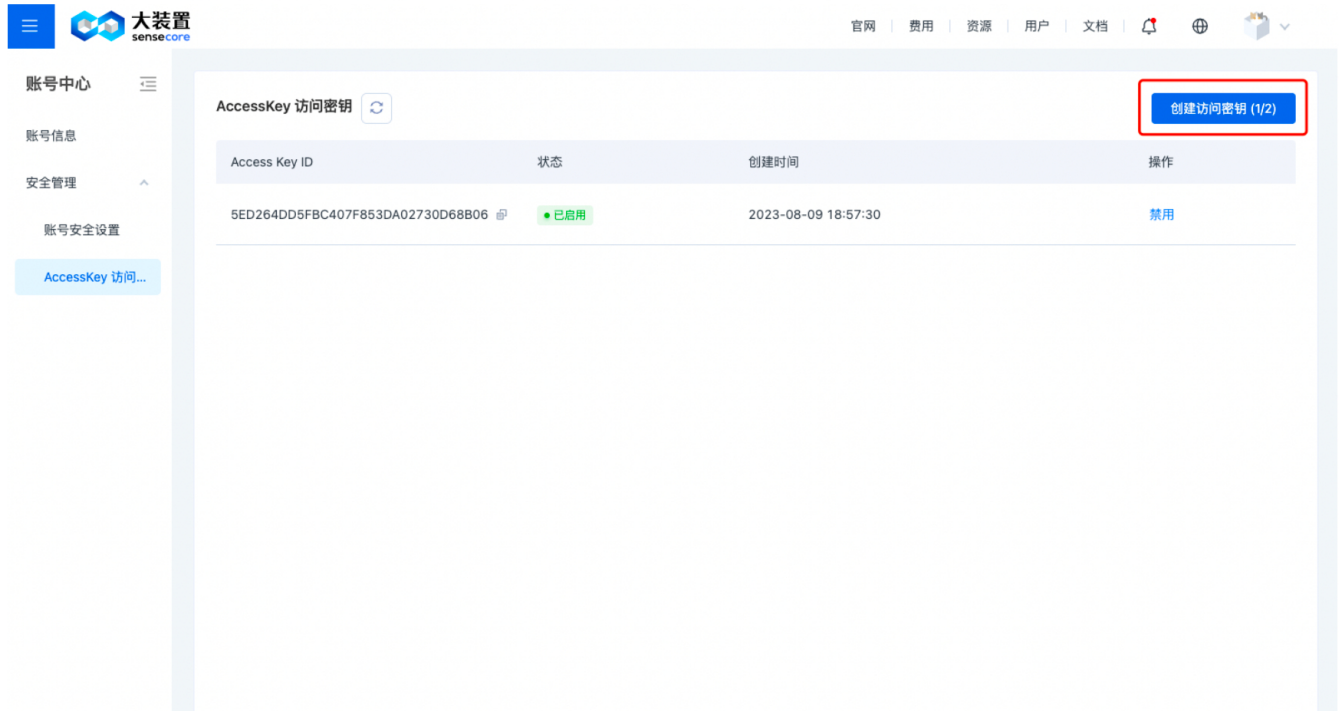 大装置
sensecore
官网
费用
资源
用户
文档
账号中心
账号信息
安全管理
账号安全设置
AccessKey 访问...
AccessKey 访问密钥
创建访问密钥 (1/2)
Access Key ID 状态 创建时间 操作
5ED264DD5FBC407F853DA02730D68B06 已启用 2023-08-09 18:57:30 禁用